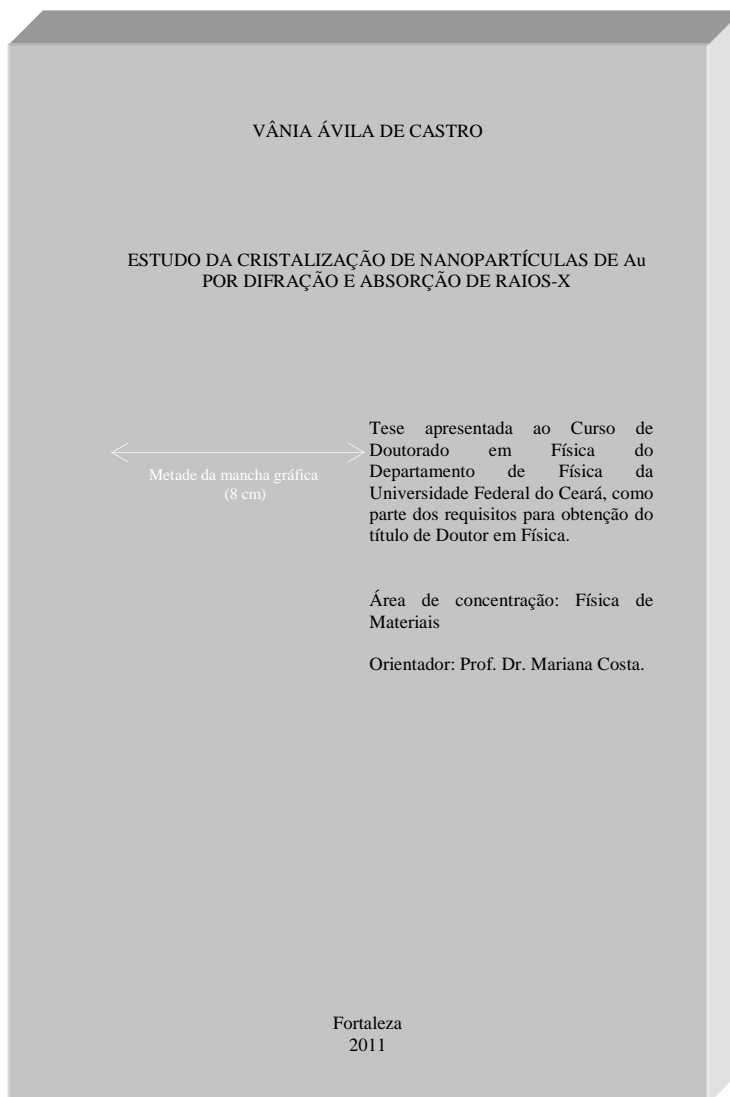 VÂNIA ÁVILA DE CASTRO
ESTUDO DA CRISTALIZAÇÃO DE NANOPARTÍCULAS DE Au
POR DIFRAÇÃO E ABSORÇÃO DE RAIOS-X
Tese apresentada ao Curso de
Doutorado em Física do
Departamento de Física da
Universidade Federal do Ceará, como
parte dos requisitos para obtenção do
título de Doutor em Física.
Metade da mancha gráfica
(8 cm)
Área de concentração: Física de
Materiais
Orientador: Prof. Dr. Mariana Costa.
Fortaleza
2011